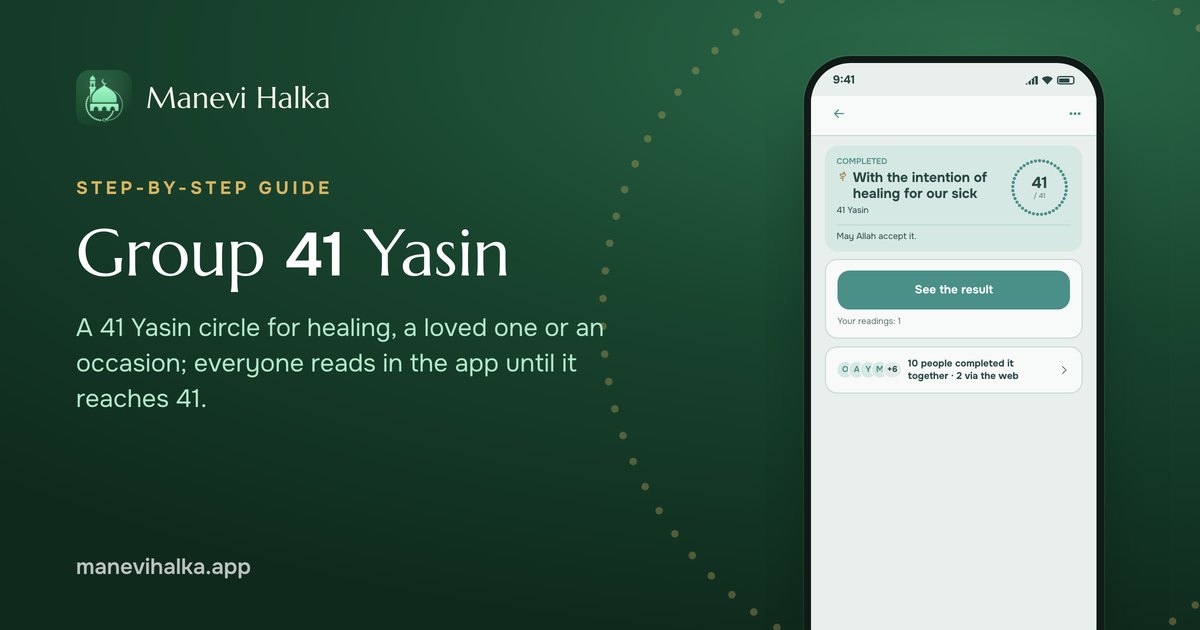 Manevi Halka
STEP-BY-STEP GUIDE
Group 41 Yasin
A 41 Yasin circle for healing, a loved one or an
occasion; everyone reads in the app until it
reaches 41.
manevihalka.app
9:41
COMPLETED
With the intention of
healing for our sick
41 Yasin
41
/ 41
May Allah accept it.
See the result
Your readings: 1
O A Y M +6
10 people completed it
together · 2 via the web